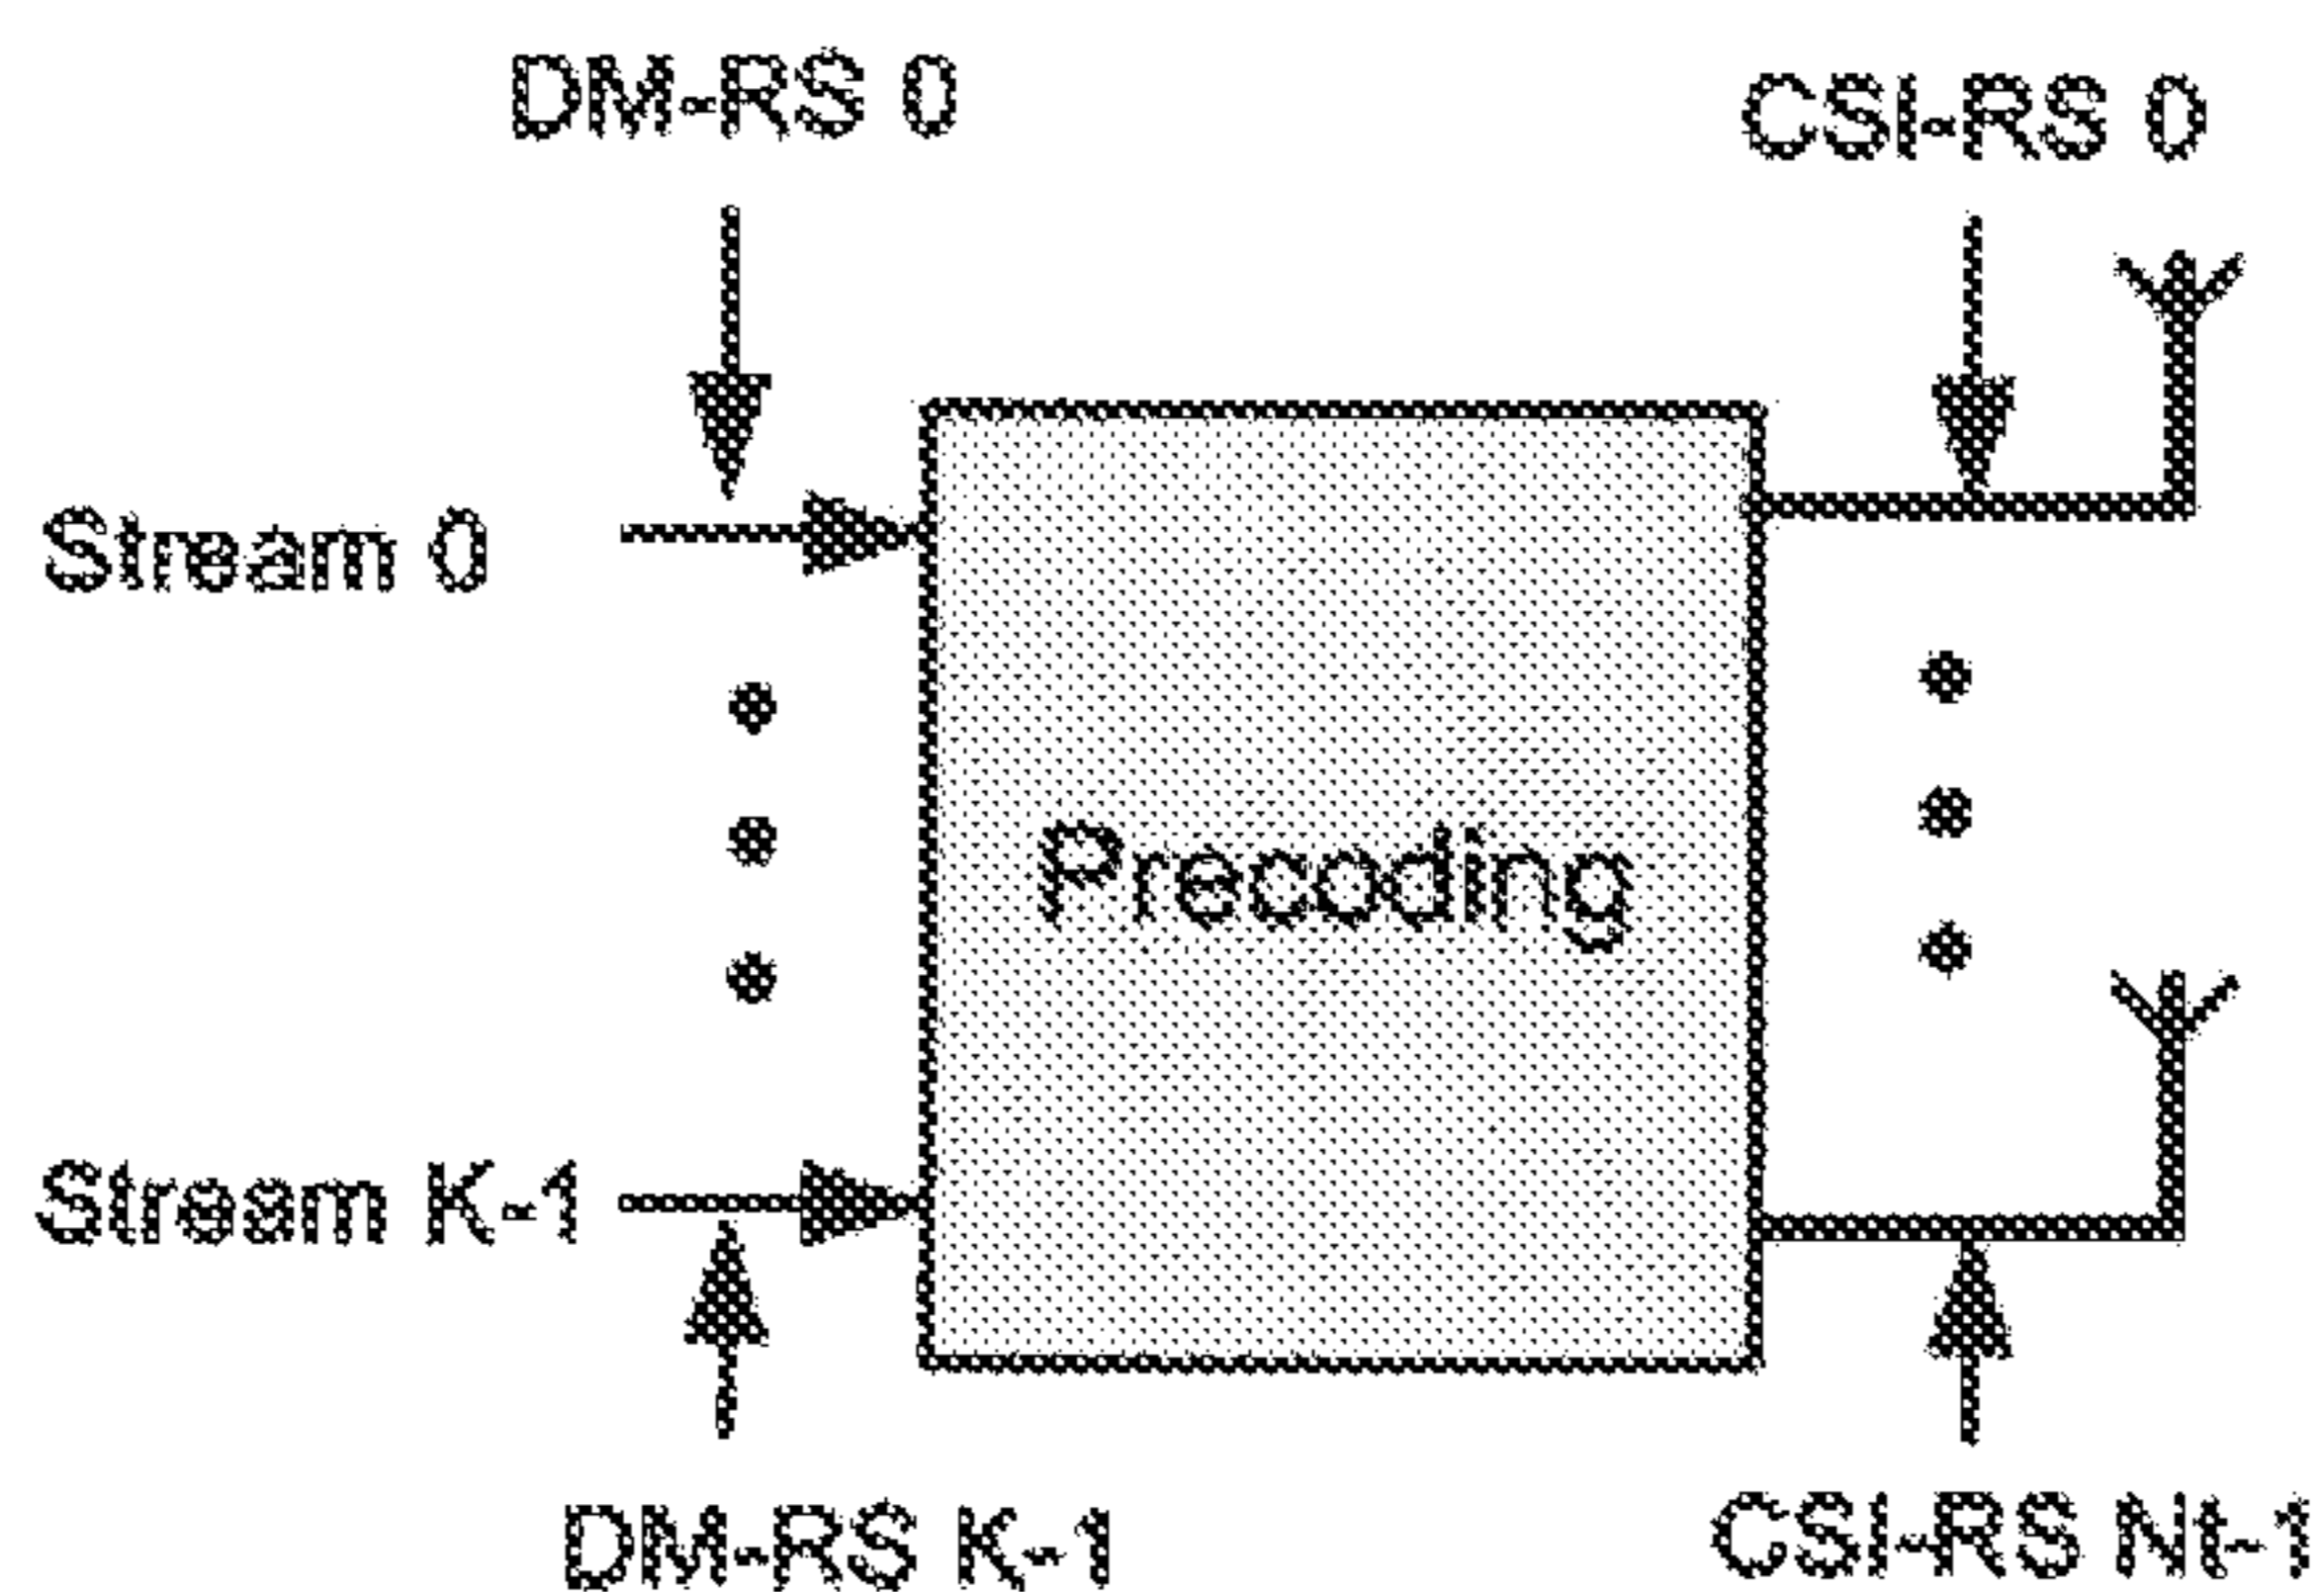 DM-RS 0
CSI-RS 0
Stream 0
Precoding
Stream K-1
DM-RS K-1
CSI-RS Nt-1